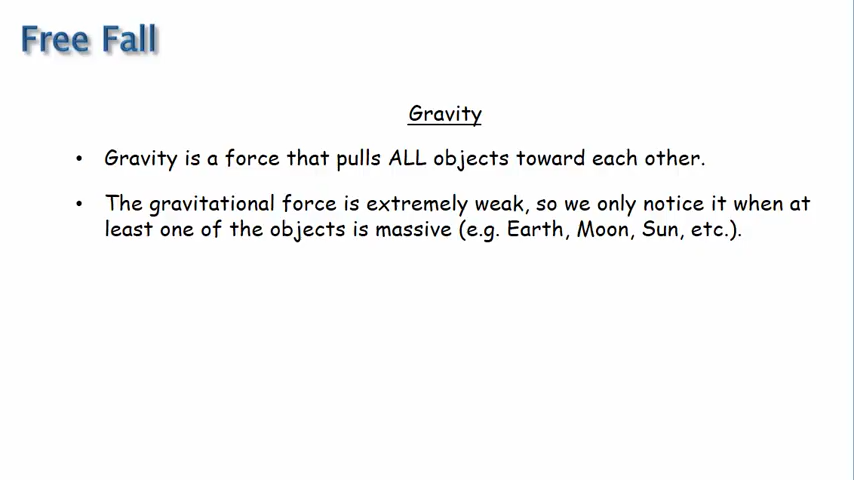 Free Fall
Gravity
• Gravity is a force that pulls ALL objects toward each other.
• The gravitational force is extremely weak, so we only notice it when at
least one of the objects is massive (e.g. Earth, Moon, Sun, etc.).